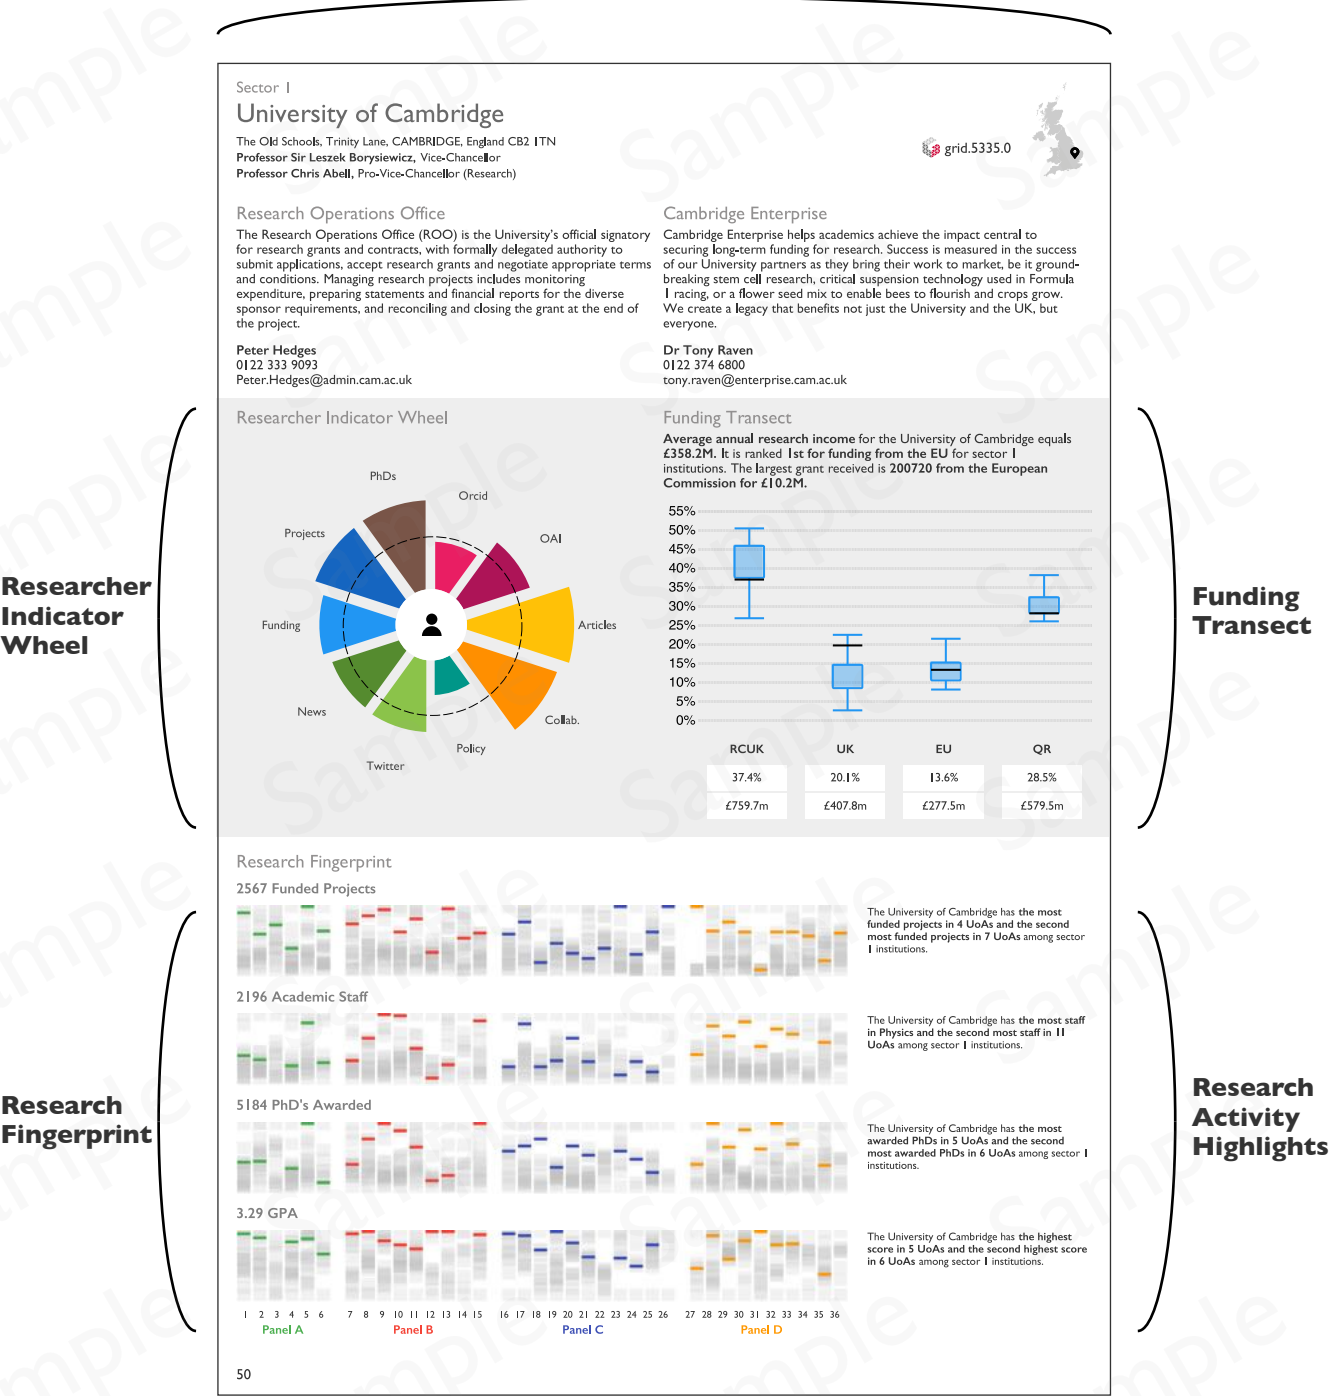 Sector 1
University of Cambridge
The Old Schools, Trinity Lane, CAMBRIDGE, England CB2 1TN
Professor Sir Leszek Borysiewicz, Vice-Chancellor
Professor Chris Abell, Pro-Vice-Chancellor (Research)
grid.5335.0
Research Operations Office
The Research Operations Office (ROO) is the University's official signatory
for research grants and contracts, with formally delegated authority to
submit applications, accept research grants and negotiate appropriate terms
and conditions. Managing research projects includes monitoring
expenditure, preparing statements and financial reports for the diverse
sponsor requirements, and reconciling and closing the grant at the end of
the project.
Peter Hedges
0122 333 9093
Peter.Hedges@admin.cam.ac.uk
Cambridge Enterprise
Cambridge Enterprise helps academics achieve the impact central to
securing long-term funding for research. Success is measured in the success
of our University partners as they bring their work to market, be it ground-
breaking stem cell research, critical suspension technology used in Formula
1 racing, or a flower seed mix to enable bees to flourish and crops grow.
We create a legacy that benefits not just the University and the UK, but
everyone.
Dr Tony Raven
0122 374 6800
tony.raven@enterprise.cam.ac.uk
Researcher
Indicator
Wheel
Researcher Indicator Wheel
PhDs
Orcid
Projects
OAI
Funding
Articles
News
Collab.
Policy
Twitter
Funding Transect
Average annual research income for the University of Cambridge equals
£358.2M. It is ranked 1st for funding from the EU for sector 1
institutions. The largest grant received is 200720 from the European
Commission for £10.2M.
55%
50%
45%
40%
35%
30%
25%
20%
15%
10%
5%
0%
RCUK UK EU QR
37.4% 20.1% 13.6% 28.5%
£759.7m £407.8m £277.5m £579.5m
Funding
Transect
Research
Fingerprint
Research Fingerprint
2567 Funded Projects
The University of Cambridge has the most
funded projects in 4 UoAs and the second
most funded projects in 7 UoAs among sector
1 institutions.
2196 Academic Staff
The University of Cambridge has the most staff
in Physics and the second most staff in 11
UoAs among sector 1 institutions.
5184 PhD's Awarded
The University of Cambridge has the most
awarded PhDs in 5 UoAs and the second
most awarded PhDs in 6 UoAs among sector 1
institutions.
3.29 GPA
The University of Cambridge has the highest
score in 5 UoAs and the second highest score
in 6 UoAs among sector 1 institutions.
1 2 3 4 5 6 7 8 9 10 11 12 13 14 15 16 17 18 19 20 21 22 23 24 25 26 27 28 29 30 31 32 33 34 35 36
Panel A Panel B Panel C Panel D
Research
Activity
Highlights
50
Sample